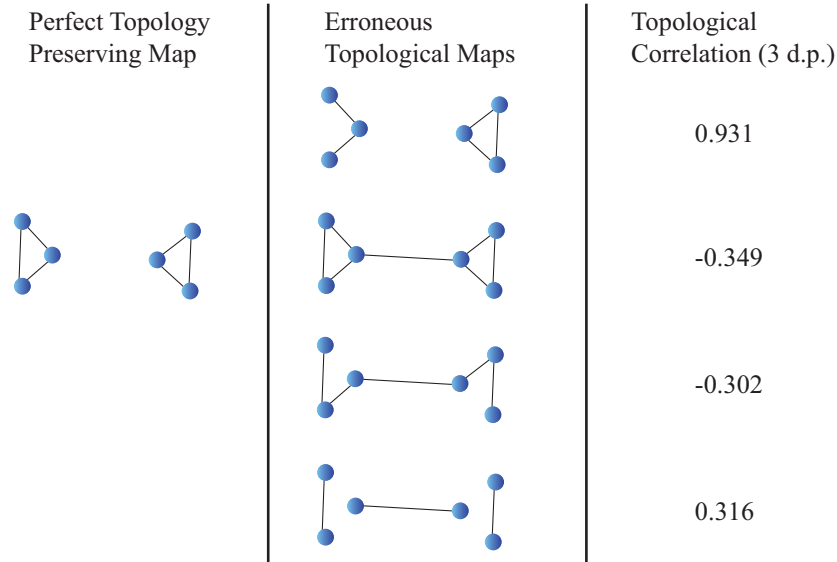 Perfect Topology
Preserving Map
Erroneous
Topological Maps
Topological
Correlation (3 d.p.)
0.931
-0.349
-0.302
0.316